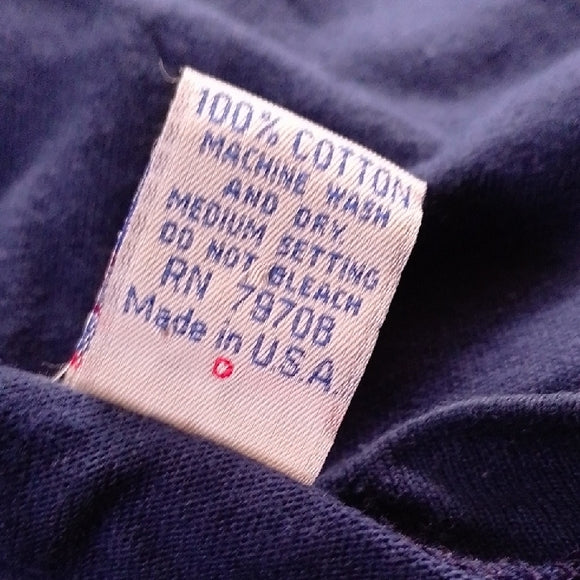 100% COTTON
MACHINE WASH
AND DRY,
MEDIUM SETTING
DO NOT BLEACH
RN 79708
Made in U.S.A.
D